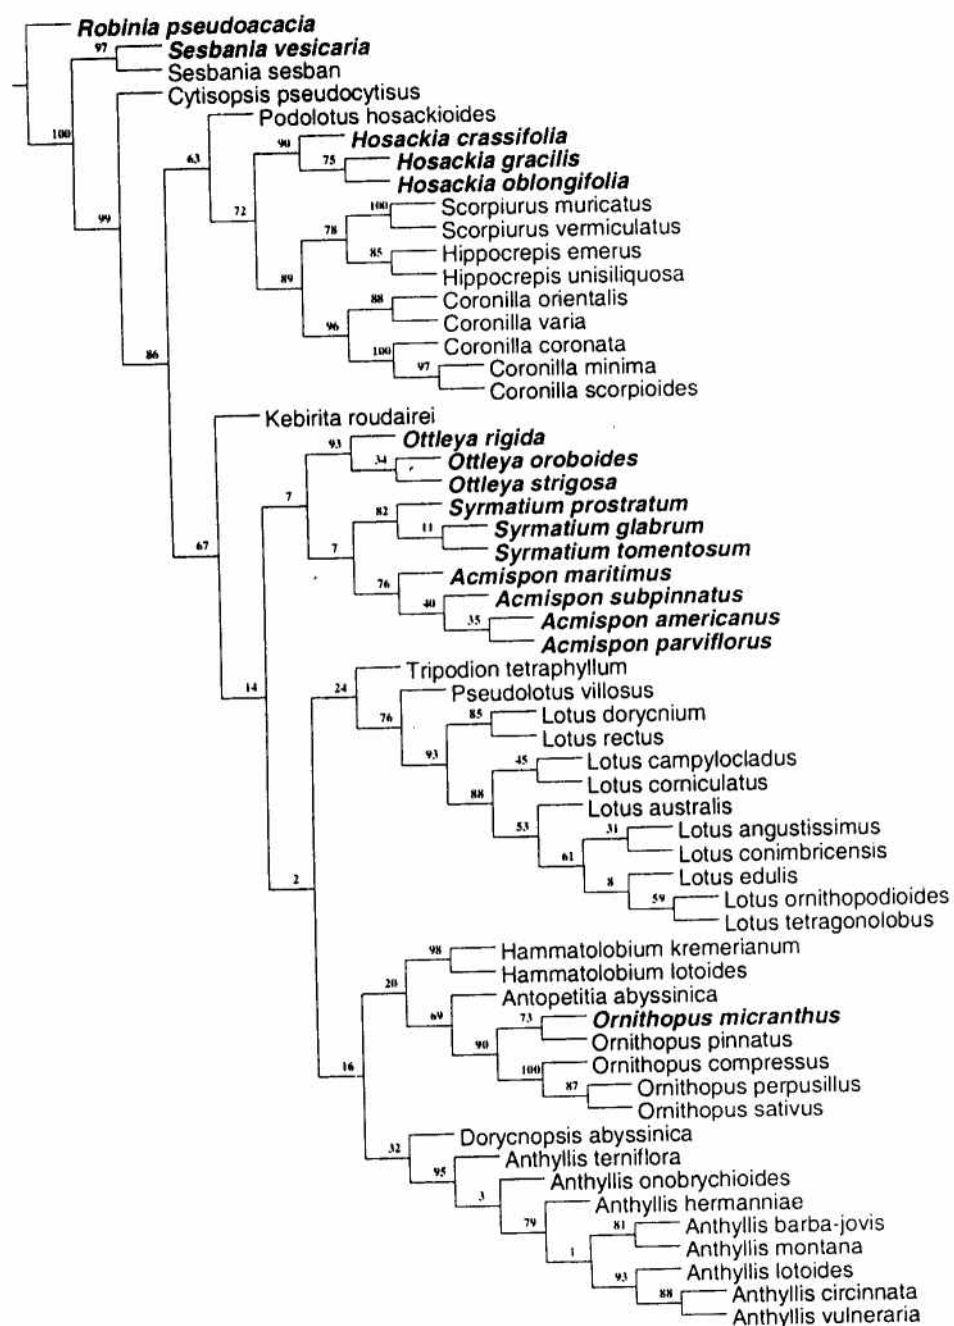 Robinia pseudoacacia
97 Sesbania vesicaria
Sesbania sesban
Cytisopsis pseudocytisus
Podolotus hosackioides
100
90 Hosackia crassifolia
63 75 Hosackia gracilis
Hosackia oblongifolia
72 100 Scorpiurus muricatus
99 78 Scorpiurus vermiculatus
85 Hippocrepis emerus
89 Hippocrepis unisiliquosa
88 Coronilla orientalis
96 Coronilla varia
86 100 Coronilla coronata
97 Coronilla minima
Coronilla scorpioides
Kebirita roudairei
93 Ottleya rigida
34 Ottleya oroboides
Ottleya strigosa
7 82 Syrmatium prostratum
11 Syrmatium glabrum
67 7 Syrmatium tomentosum
76 Acmispon maritimus
40 Acmispon subpinnatus
35 Acmispon americanus
Acmispon parviflorus
Tripodion tetraphyllum
14 24 Pseudolotus villosus
76 85 Lotus dorycnium
Lotus rectus
93 45 Lotus campylocladus
Lotus corniculatus
88 Lotus australis
53 31 Lotus angustissimus
61 Lotus conimbricensis
2 8 Lotus edulis
59 Lotus ornithopodioides
Lotus tetragonolobus
98 Hammatolobium kremerianum
Hammatolobium lotoides
20 Antopetitia abyssinica
69 73 Ornithopus micranthus
90 Ornithopus pinnatus
16 100 Ornithopus compressus
87 Ornithopus perpusillus
Ornithopus sativus
Dorycnopsis abyssinica
32 Anthyllis terniflora
95 Anthyllis onobrychioides
3 Anthyllis hermanniae
79 81 Anthyllis barba-jovis
1 Anthyllis montana
93 Anthyllis lotoides
88 Anthyllis circinnata
Anthyllis vulneraria